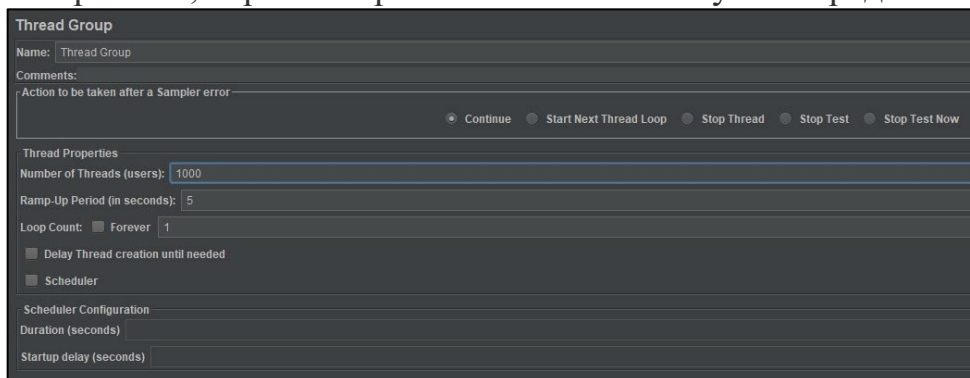 Thread Group
Name: Thread Group
Comments:
Action to be taken after a Sampler error
Continue Start Next Thread Loop Stop Thread Stop Test Stop Test Now
Thread Properties
Number of Threads (users): 1000
Ramp-Up Period (in seconds): 5
Loop Count: Forever 1
Delay Thread creation until needed
Scheduler
Scheduler Configuration
Duration (seconds)
Startup delay (seconds)